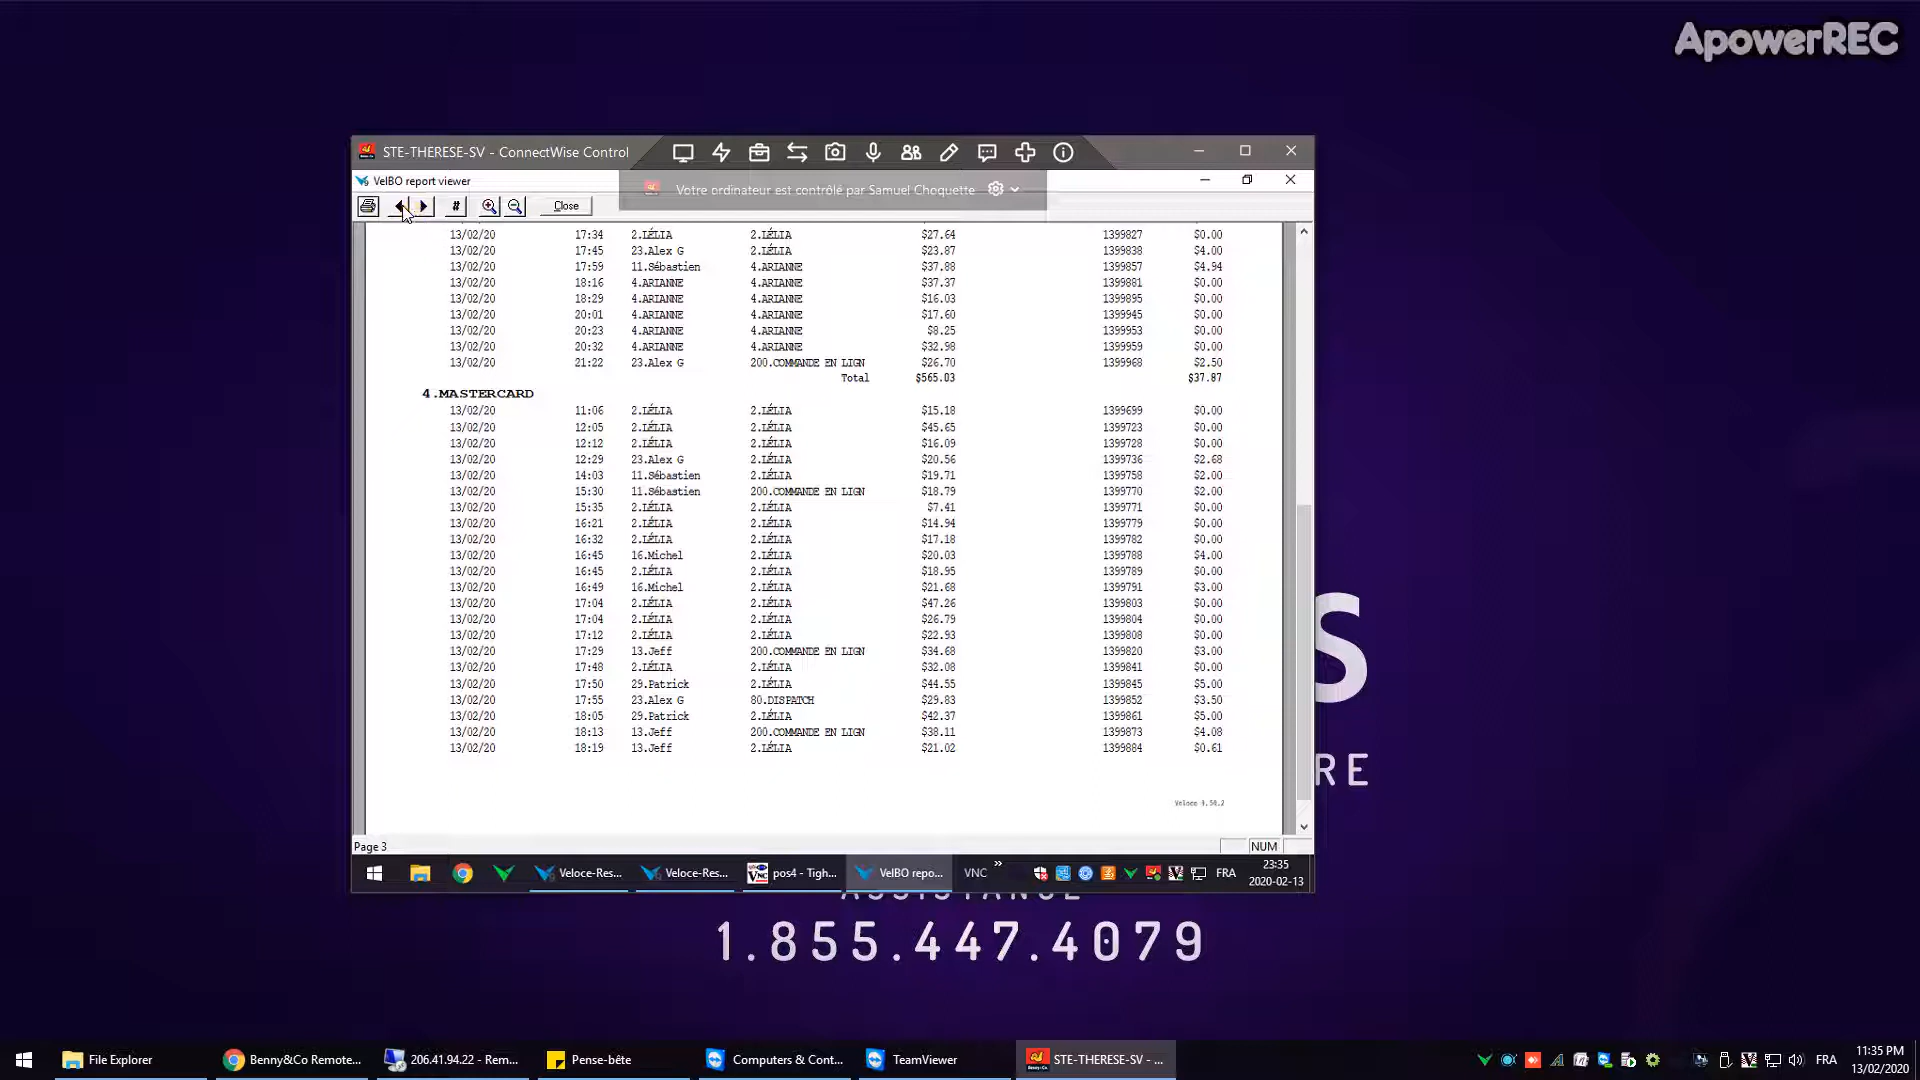 ApowerREC
STE-THERESE-SV - ConnectWise Control
VelBO report viewer
Votre ordinateur est contrôlé par Samuel Choquette
# Close
13/02/20 17:34 2.LÉLIA 2.LÉLIA $27.64 1399827 $0.00
13/02/20 17:45 23.Alex G 2.LÉLIA $23.87 1399838 $4.00
13/02/20 17:59 11.Sébastien 4.ARIANNE $37.88 1399857 $4.94
13/02/20 18:16 4.ARIANNE 4.ARIANNE $37.37 1399881 $0.00
13/02/20 18:29 4.ARIANNE 4.ARIANNE $16.03 1399895 $0.00
13/02/20 20:01 4.ARIANNE 4.ARIANNE $17.60 1399945 $0.00
13/02/20 20:23 4.ARIANNE 4.ARIANNE $8.25 1399953 $0.00
13/02/20 20:32 4.ARIANNE 4.ARIANNE $32.98 1399959 $0.00
13/02/20 21:22 23.Alex G 200.COMMANDE EN LIGN $26.70 1399968 $2.50
Total $565.03 $37.87
4.MASTERCARD
13/02/20 11:06 2.LÉLIA 2.LÉLIA $15.18 1399699 $0.00
13/02/20 12:05 2.LÉLIA 2.LÉLIA $45.65 1399723 $0.00
13/02/20 12:12 2.LÉLIA 2.LÉLIA $16.09 1399728 $0.00
13/02/20 12:29 23.Alex G 2.LÉLIA $20.56 1399736 $2.68
13/02/20 14:03 11.Sébastien 2.LÉLIA $19.71 1399758 $2.00
13/02/20 15:30 11.Sébastien 200.COMMANDE EN LIGN $18.79 1399770 $2.00
13/02/20 15:35 2.LÉLIA 2.LÉLIA $7.41 1399771 $0.00
13/02/20 16:21 2.LÉLIA 2.LÉLIA $14.94 1399779 $0.00
13/02/20 16:32 2.LÉLIA 2.LÉLIA $17.18 1399782 $0.00
13/02/20 16:45 16.Michel 2.LÉLIA $20.03 1399788 $4.00
13/02/20 16:45 2.LÉLIA 2.LÉLIA $18.95 1399789 $0.00
13/02/20 16:49 16.Michel 2.LÉLIA $21.68 1399791 $3.00
13/02/20 17:04 2.LÉLIA 2.LÉLIA $47.26 1399803 $0.00
13/02/20 17:04 2.LÉLIA 2.LÉLIA $26.79 1399804 $0.00
13/02/20 17:12 2.LÉLIA 2.LÉLIA $22.93 1399808 $0.00
13/02/20 17:29 13.Jeff 200.COMMANDE EN LIGN $34.68 1399820 $3.00
13/02/20 17:48 2.LÉLIA 2.LÉLIA $32.08 1399841 $0.00
13/02/20 17:50 29.Patrick 2.LÉLIA $44.55 1399845 $5.00
13/02/20 17:55 23.Alex G 80.DISPATCH $29.83 1399852 $3.50
13/02/20 18:05 29.Patrick 2.LÉLIA $42.37 1399861 $5.00
13/02/20 18:13 13.Jeff 200.COMMANDE EN LIGN $38.11 1399873 $4.08
13/02/20 18:19 13.Jeff 2.LÉLIA $21.02 1399884 $0.61
Page 3 NUM
Veloce-Res... Veloce-Res... pos4 - Tigh... VelBO repo... VNC FRA 23:35
2020-02-13
S
RE
ASSISTANCE
1.855.447.4079
File Explorer Benny&Co Remote... 206.41.94.22 - Rem... Pense-bête Computers & Cont... TeamViewer STE-THERESE-SV - ... FRA 11:35 PM
13/02/2020